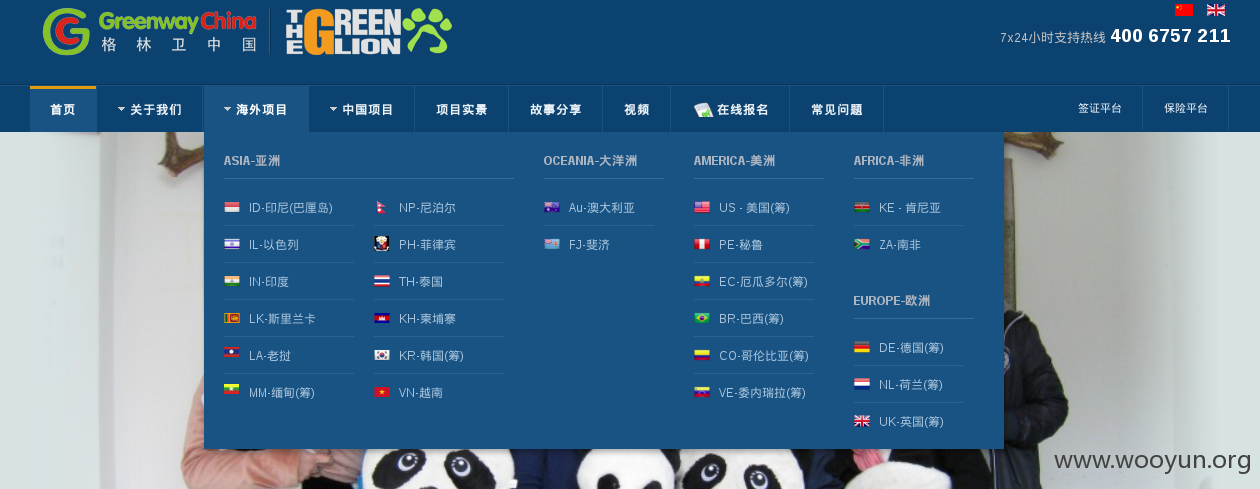 Greenway China
格林卫中国
THE GREEN LION
7x24小时支持热线 400 6757 211
首页 关于我们 海外项目 中国项目 项目实景 故事分享 视频 在线报名 常见问题 签证平台 保险平台
ASIA-亚洲 OCEANIA-大洋洲 AMERICA-美洲 AFRICA-非洲
ID-印尼(巴厘岛) NP-尼泊尔 Au-澳大利亚 US - 美国(筹) KE - 肯尼亚
IL-以色列 PH-菲律宾 FJ-斐济 PE-秘鲁 ZA-南非
IN-印度 TH-泰国 EC-厄瓜多尔(筹)
EUROPE-欧洲
LK-斯里兰卡 KH-柬埔寨 BR-巴西(筹)
LA-老挝 KR-韩国(筹) CO-哥伦比亚(筹) DE-德国(筹)
MM-缅甸(筹) VN-越南 VE-委内瑞拉(筹) NL-荷兰(筹)
UK-英国(筹)
www.wooyun.org